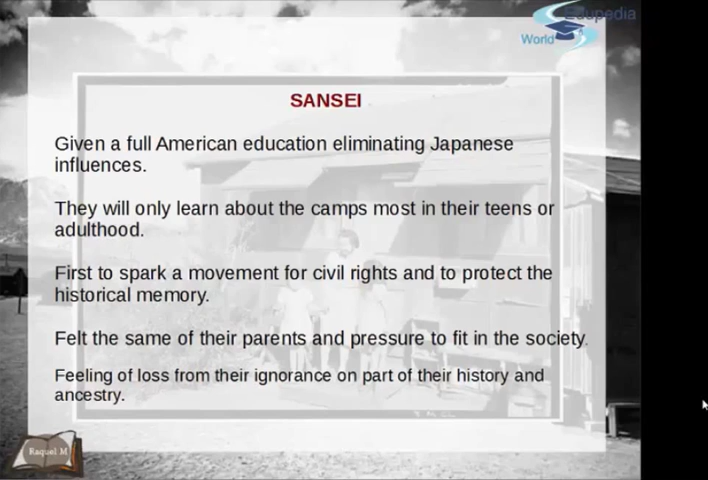 Edupedia
World
SANSEI
Given a full American education eliminating Japanese
influences.
They will only learn about the camps most in their teens or
adulthood.
First to spark a movement for civil rights and to protect the
historical memory.
Felt the same of their parents and pressure to fit in the society.
Feeling of loss from their ignorance on part of their history and
ancestry.
Raquel M